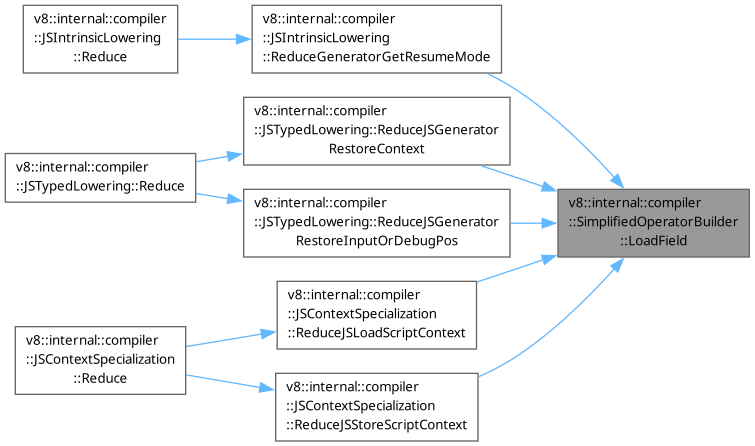 v8::internal::compiler
::JSIntrinsicLowering
::Reduce
v8::internal::compiler
::JSIntrinsicLowering
::ReduceGeneratorGetResumeMode
v8::internal::compiler
::JSTypedLowering::ReduceJSGenerator
RestoreContext
v8::internal::compiler
::JSTypedLowering::Reduce
v8::internal::compiler
::JSTypedLowering::ReduceJSGenerator
RestoreInputOrDebugPos
v8::internal::compiler
::SimplifiedOperatorBuilder
::LoadField
v8::internal::compiler
::JSContextSpecialization
::ReduceJSLoadScriptContext
v8::internal::compiler
::JSContextSpecialization
::Reduce
v8::internal::compiler
::JSContextSpecialization
::ReduceJSStoreScriptContext